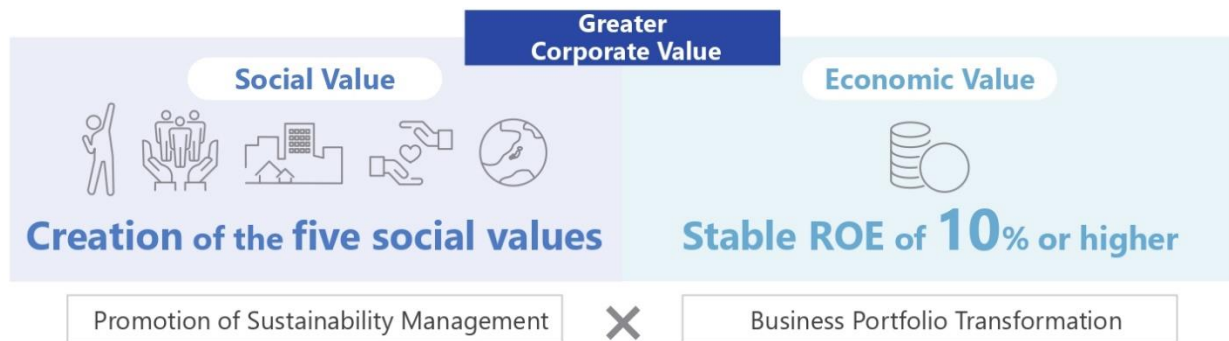 Greater
Corporate Value
Social Value
Economic Value
Creation of the five social values
Stable ROE of 10% or higher
Promotion of Sustainability Management
×
Business Portfolio Transformation